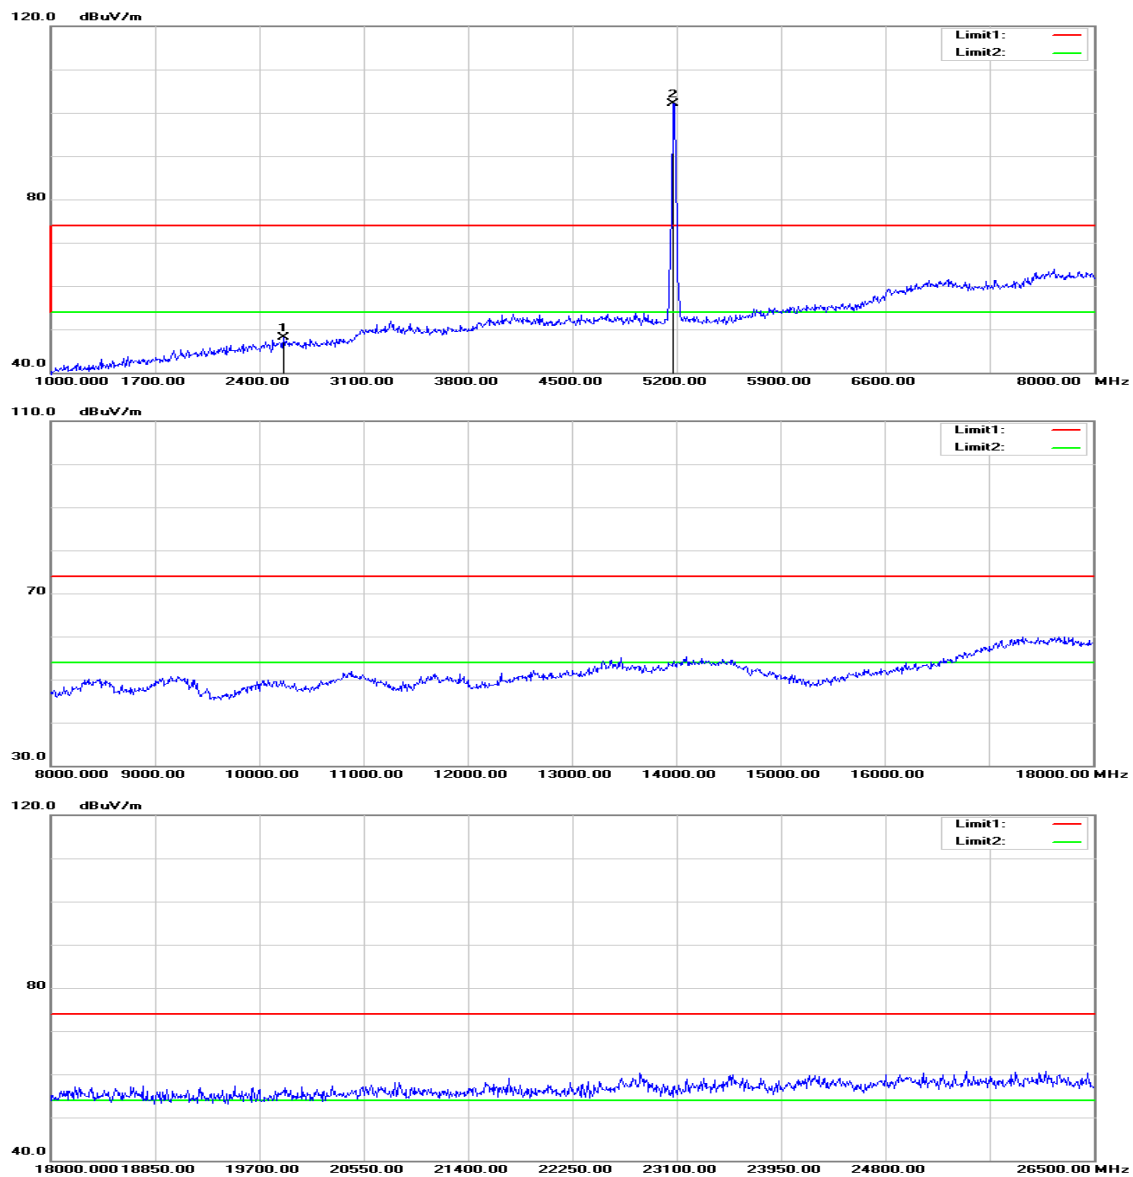 120.0 dBuV/m
Limit1:
Limit2:
2
80
1
40.0
1000.000 1700.00 2400.00 3100.00 3800.00 4500.00 5200.00 5900.00 6600.00 8000.00 MHz
110.0 dBuV/m
Limit1:
Limit2:
70
30.0
8000.000 9000.00 10000.00 11000.00 12000.00 13000.00 14000.00 15000.00 16000.00 18000.00 MHz
120.0 dBuV/m
Limit1:
Limit2:
80
40.0
18000.000 18850.00 19700.00 20550.00 21400.00 22250.00 23100.00 23950.00 24800.00 26500.00 MHz